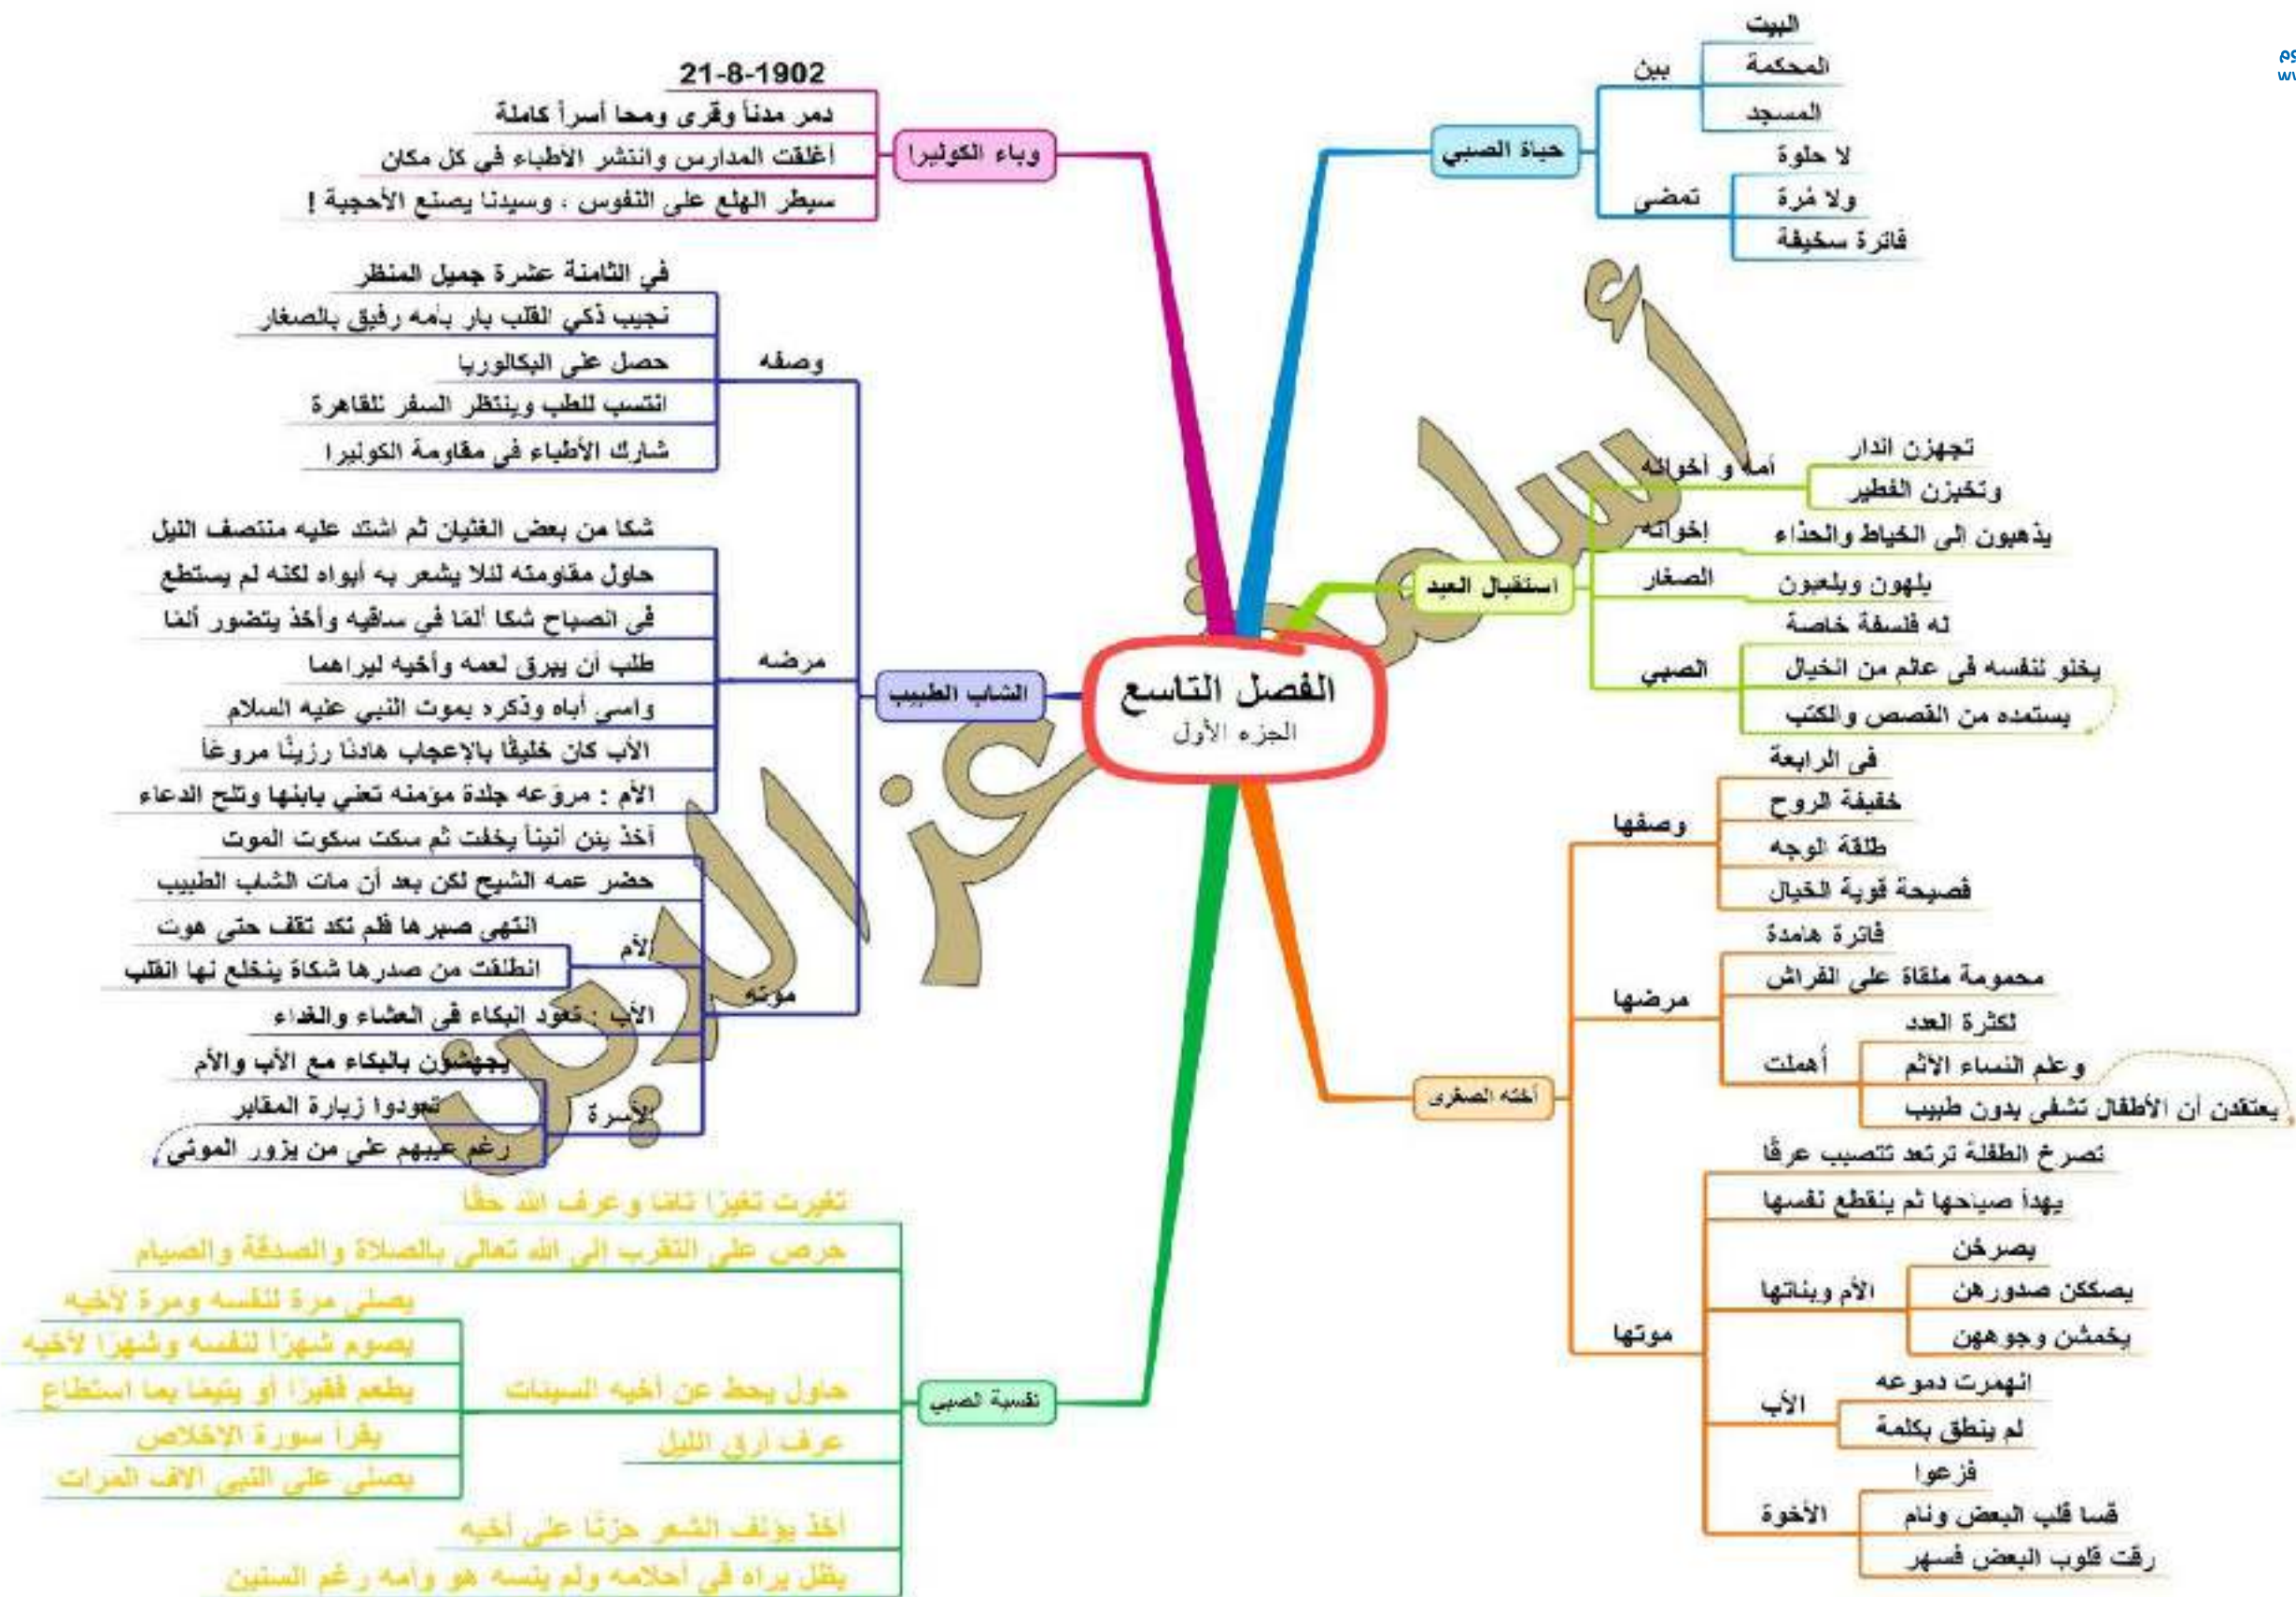 الفصل التاسع
الجزء الأول
حياة الصبي
بين
البيت
المحكمة
المسجد
تمضي
لا حلوة
ولا مُرة
فاترة سخيفة
استقبال العيد
أمه و أخواته
تجهزن الدار
وتخبزن الفطير
إخوانه
يذهبون إلى الخياط والحذاء
الصغار
يلهون ويلعبون
الصبي
له فلسفة خاصة
يخلو لنفسه في عالم من الخيال
يستمده من القصص والكتب
أخته الصغرى
وصفها
في الرابعة
خفيفة الروح
طلقة الوجه
فصيحة قوية الخيال
مرضها
فاترة هامدة
محمومة ملقاة على الفراش
أهملت
لكثرة العدد
وعلم النساء الآثم
يعتقدن أن الأطفال تشفى بدون طبيب
موتها
تصرخ الطفلة ترتعد تتصبب عرقًا
يهدأ صياحها ثم ينقطع نفسها
الأم وبناتها
يصرخن
يصككن صدورهن
يخمشن وجوههن
الأب
انهمرت دموعه
لم ينطق بكلمة
الأخوة
فزعوا
قسا قلب البعض ونام
رقت قلوب البعض فسهر
وباء الكوليرا
21-8-1902
دمر مدنأ وقرى ومحا أسرأ كاملة
أغلقت المدارس وانتشر الأطباء في كل مكان
سيطر الهلع على النفوس ، وسيدنا يصنع الأحجبة !
الشاب الطبيب
وصفه
في الثامنة عشرة جميل المنظر
نجيب ذكي القلب بار بأمه رفيق بالصغار
حصل على البكالوريا
انتسب للطب وينتظر السفر للقاهرة
شارك الأطباء في مقاومة الكوليرا
مرضه
شكا من بعض الغثيان ثم اشتد عليه منتصف الليل
حاول مقاومته لئلا يشعر به أبواه لكنه لم يستطع
في الصباح شكا ألمًا في ساقيه وأخذ يتضور ألمًا
طلب أن يبرق لعمه وأخيه ليراهما
واسى أباه وذكره بموت النبي عليه السلام
الأب كان خليقًا بالإعجاب هادئًا رزينًا مروعًا
الأم : مروّعه جلدة مؤمنه تعني بابنها وتلح الدعاء
موته
أخذ يئن أنينأ يخفت ثم سكت سكوت الموت
حضر عمه الشيخ لكن بعد أن مات الشاب الطبيب
الأم
انتهى صبرها فلم تكد تقف حتى هوت
انطلقت من صدرها شكاة ينخلع لها القلب
الأب : تعوّد البكاء في العشاء والغداء
الأسرة
يجهشون بالبكاء مع الأب والأم
تعودوا زيارة المقابر
رغم عيبهم على من يزور الموتى
نفسية الصبي
تغيرت تغيرًا تامًا وعرف الله حقًا
حرص على التقرب إلى الله تعالى بالصلاة والصدقة والصيام
حاول يحط عن أخيه السيئات
يصلي مرة لنفسه ومرة لأخيه
يصوم شهرًا لنفسه وشهرًا لأخيه
يطعم فقيرًا أو يتيمًا بما استطاع
يقرأ سورة الإخلاص
يصلي على النبي آلاف المرات
عرف أرق الليل
أخذ يؤلف الشعر حزنًا على أخيه
يظل يراه في أحلامه ولم ينسه هو وأمه رغم السنين
أسامة عز الدين